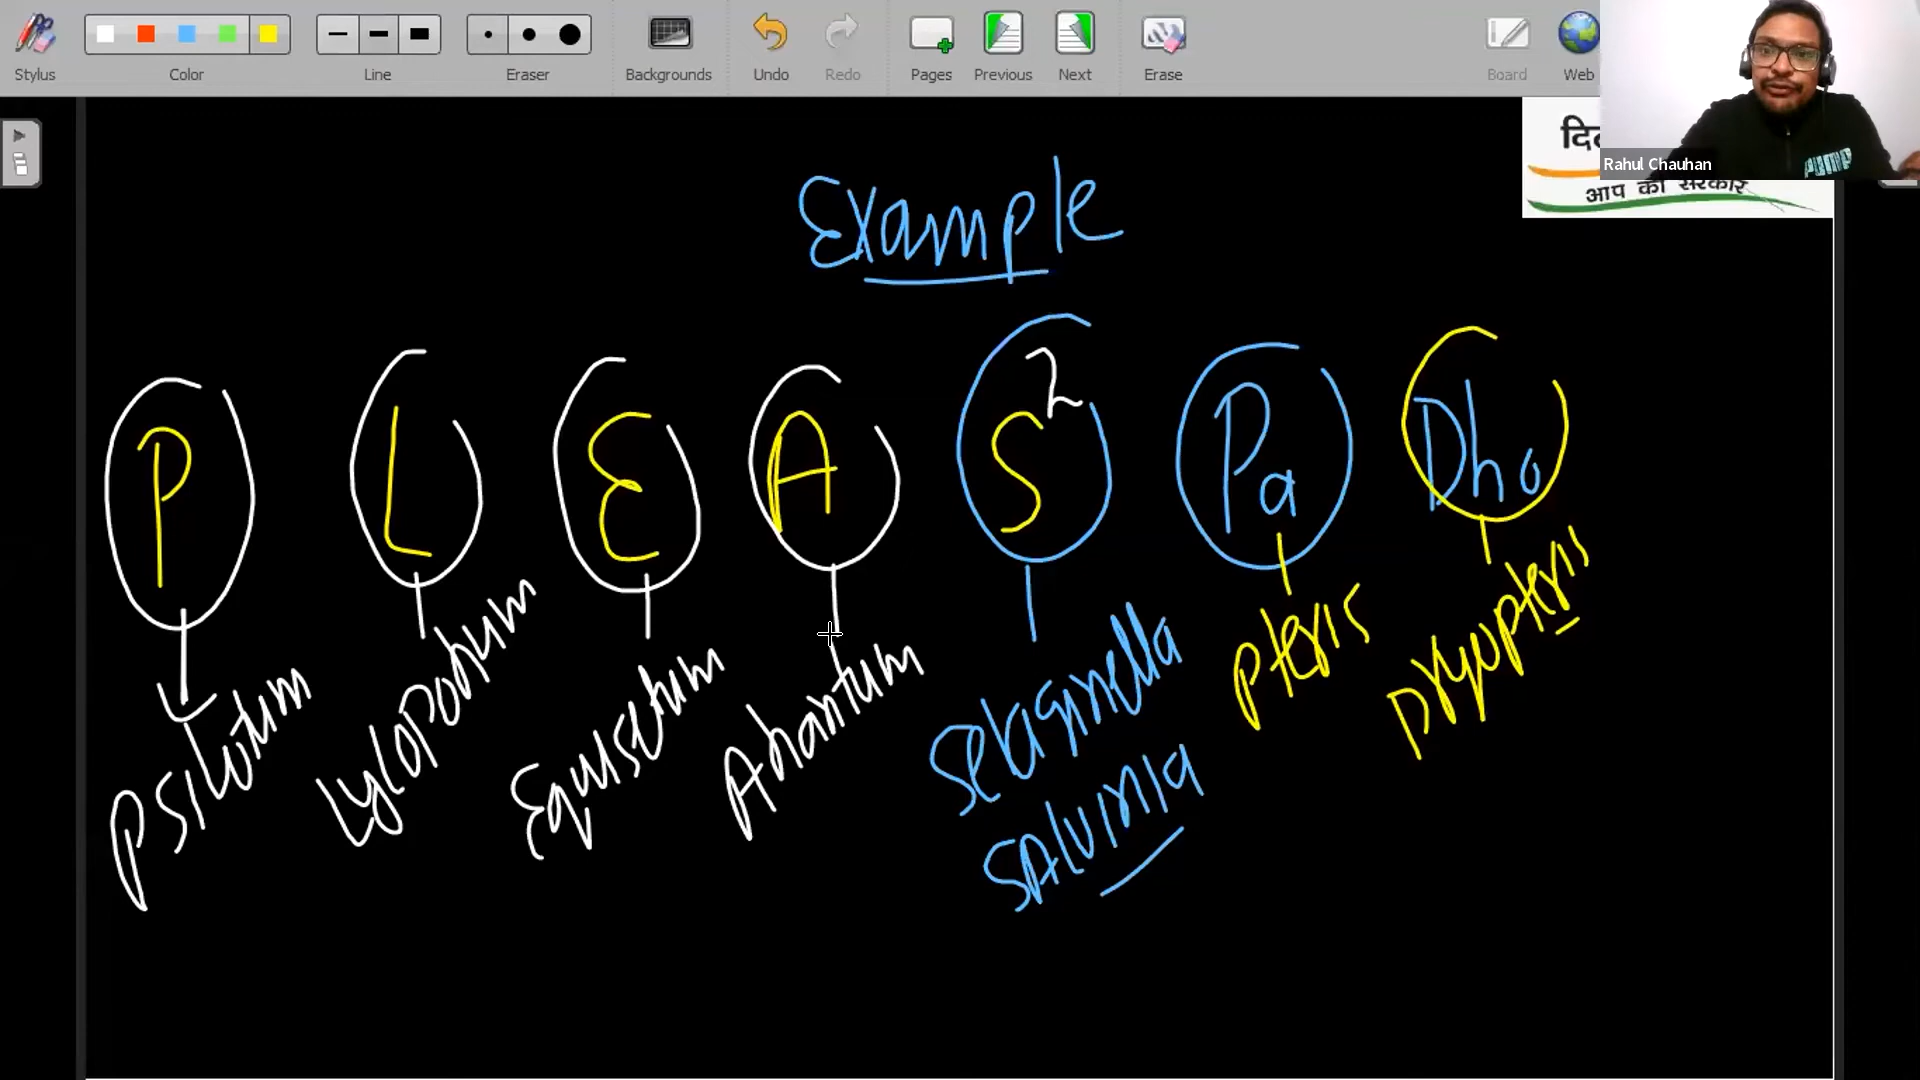 Stylus Color Line Eraser Backgrounds Undo Redo Pages Previous Next Erase Board Web
Rahul Chauhan
आप की सरकार
Example
P L E A S2 Pa Dho
Psilotum Lycopodium Equisetum Adiantum Selaginella Pteris Dryopteris
SALVINIA